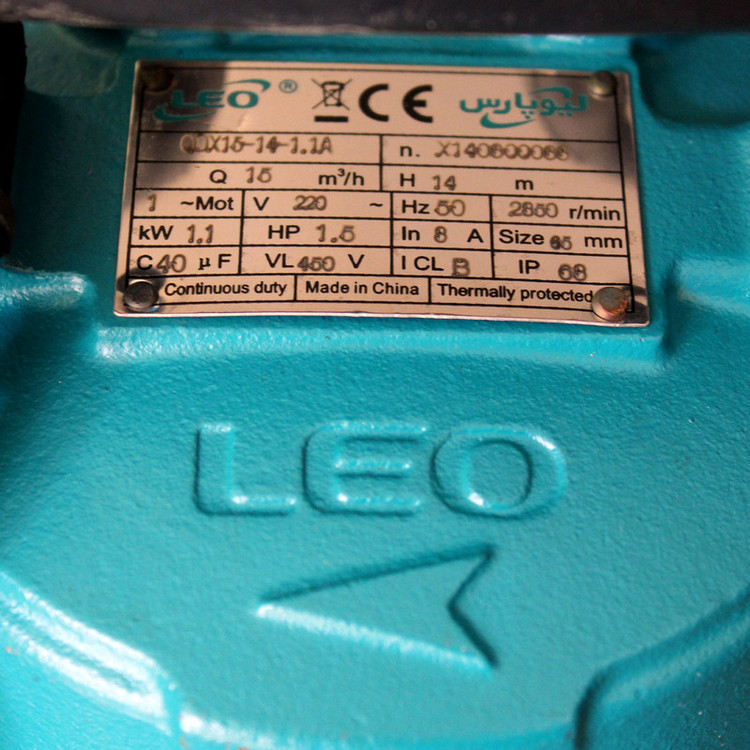 LEO ® CE لیوپارس
QDX15-14-1.1A n. X140600066
Q 15 m³/h H 14 m
1 ~Mot V 220 ~ Hz 50 2850 r/min
kW 1.1 HP 1.5 In 8 A Size 65 mm
C 40 µF VL 450 V I CL B IP 68
Continuous duty Made in China Thermally protected
LEO